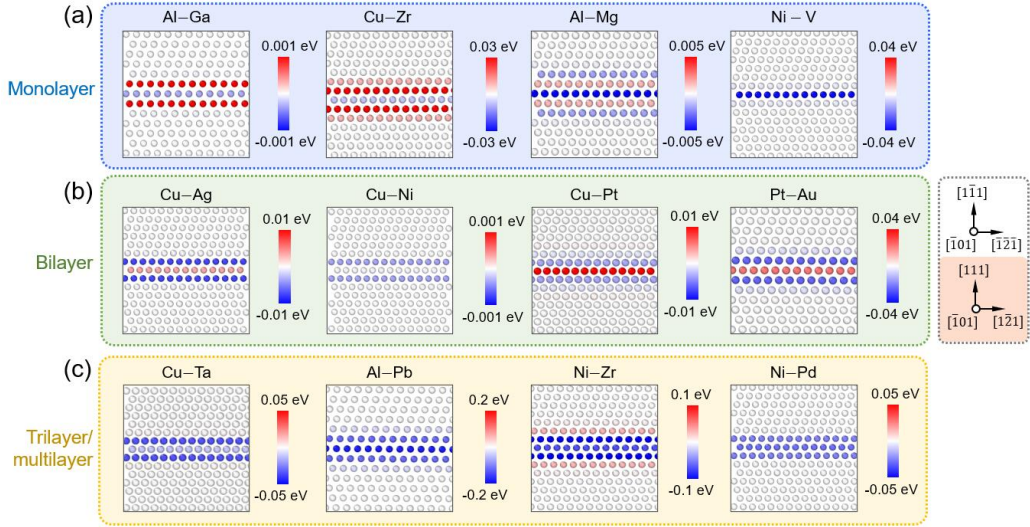 (a)
Al–Ga Cu–Zr Al–Mg Ni – V
Monolayer
0.001 eV 0.03 eV 0.005 eV 0.04 eV
-0.001 eV -0.03 eV -0.005 eV -0.04 eV
(b)
Cu–Ag Cu–Ni Cu–Pt Pt–Au
Bilayer
0.01 eV 0.001 eV 0.01 eV 0.04 eV
-0.01 eV -0.001 eV -0.01 eV -0.04 eV
[11̅1]
[1̅01] [1̅2̅1̅]
[111]
[1̅01] [12̅1]
(c)
Cu–Ta Al–Pb Ni–Zr Ni–Pd
Trilayer/
multilayer
0.05 eV 0.2 eV 0.1 eV 0.05 eV
-0.05 eV -0.2 eV -0.1 eV -0.05 eV